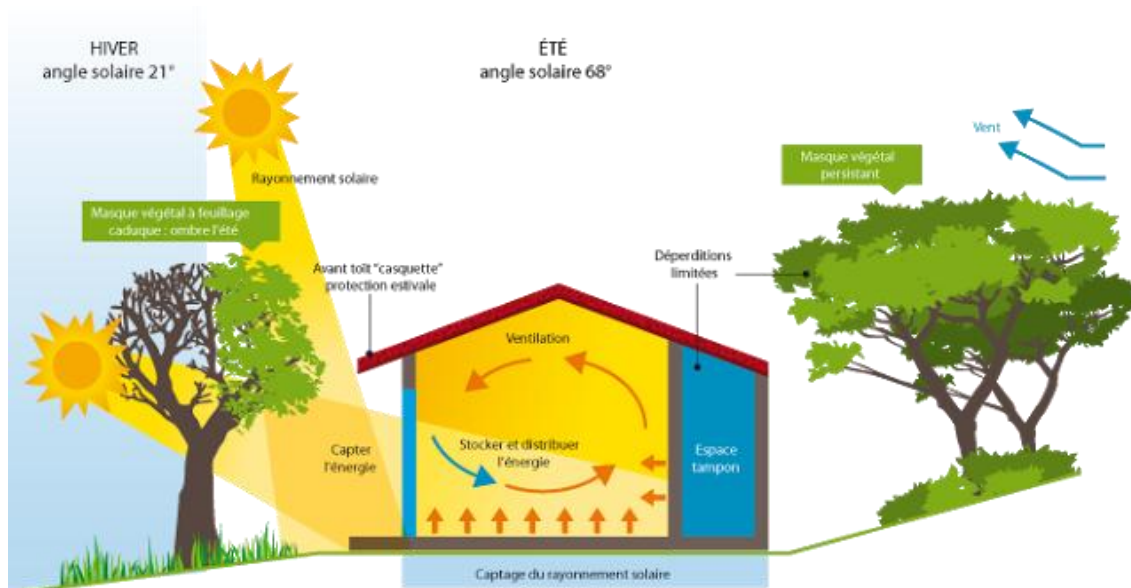 HIVER
angle solaire 21°
ÉTÉ
angle solaire 68°
Vent
Masque végétal
persistant
Rayonnement solaire
Masque végétal à feuillage
caduque : ombre l'été
Avant toît "casquette"
protection estivale
Déperditions
limitées
Ventilation
Capter
l'énergie
Stocker et distribuer
l'énergie
Espace
tampon
Captage du rayonnement solaire